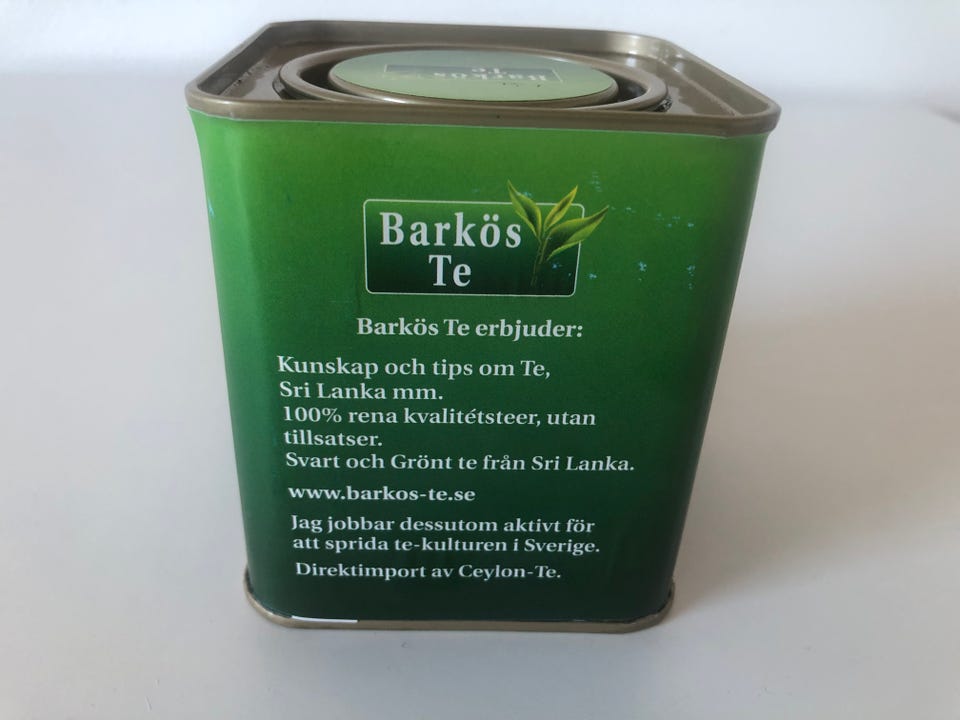 Barkös
Te
Barkös
Te
Barkös Te erbjuder:
Kunskap och tips om Te,
Sri Lanka mm.
100% rena kvalitétsteer, utan
tillsatser.
Svart och Grönt te från Sri Lanka.
www.barkos-te.se
Jag jobbar dessutom aktivt för
att sprida te-kulturen i Sverige.
Direktimport av Ceylon-Te.